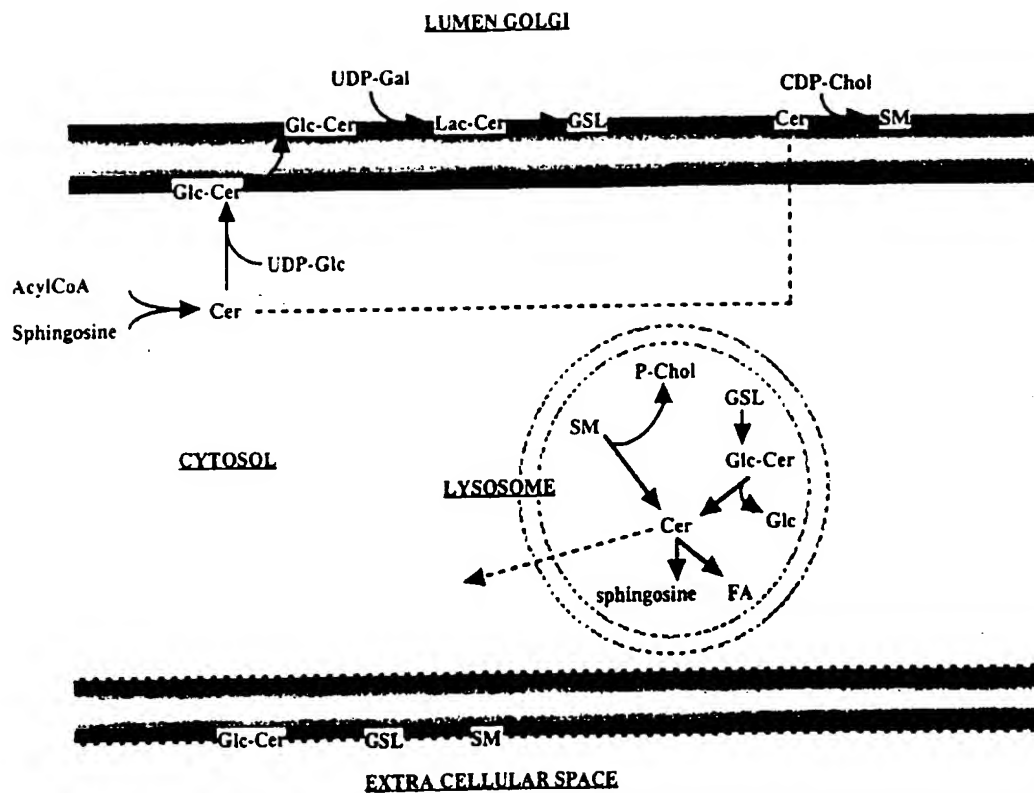 LUMEN GOLGI
UDP-Gal
CDP-Chol
Glc-Cer
Lac-Cer
GSL
Cer
SM
Glc-Cer
UDP-Glc
AcylCoA
Cer
Sphingosine
P-Chol
GSL
SM
CYTOSOL
Glc-Cer
LYSOSOME
Cer
Glc
sphingosine
FA
Glc-Cer
GSL
SM
EXTRA CELLULAR SPACE